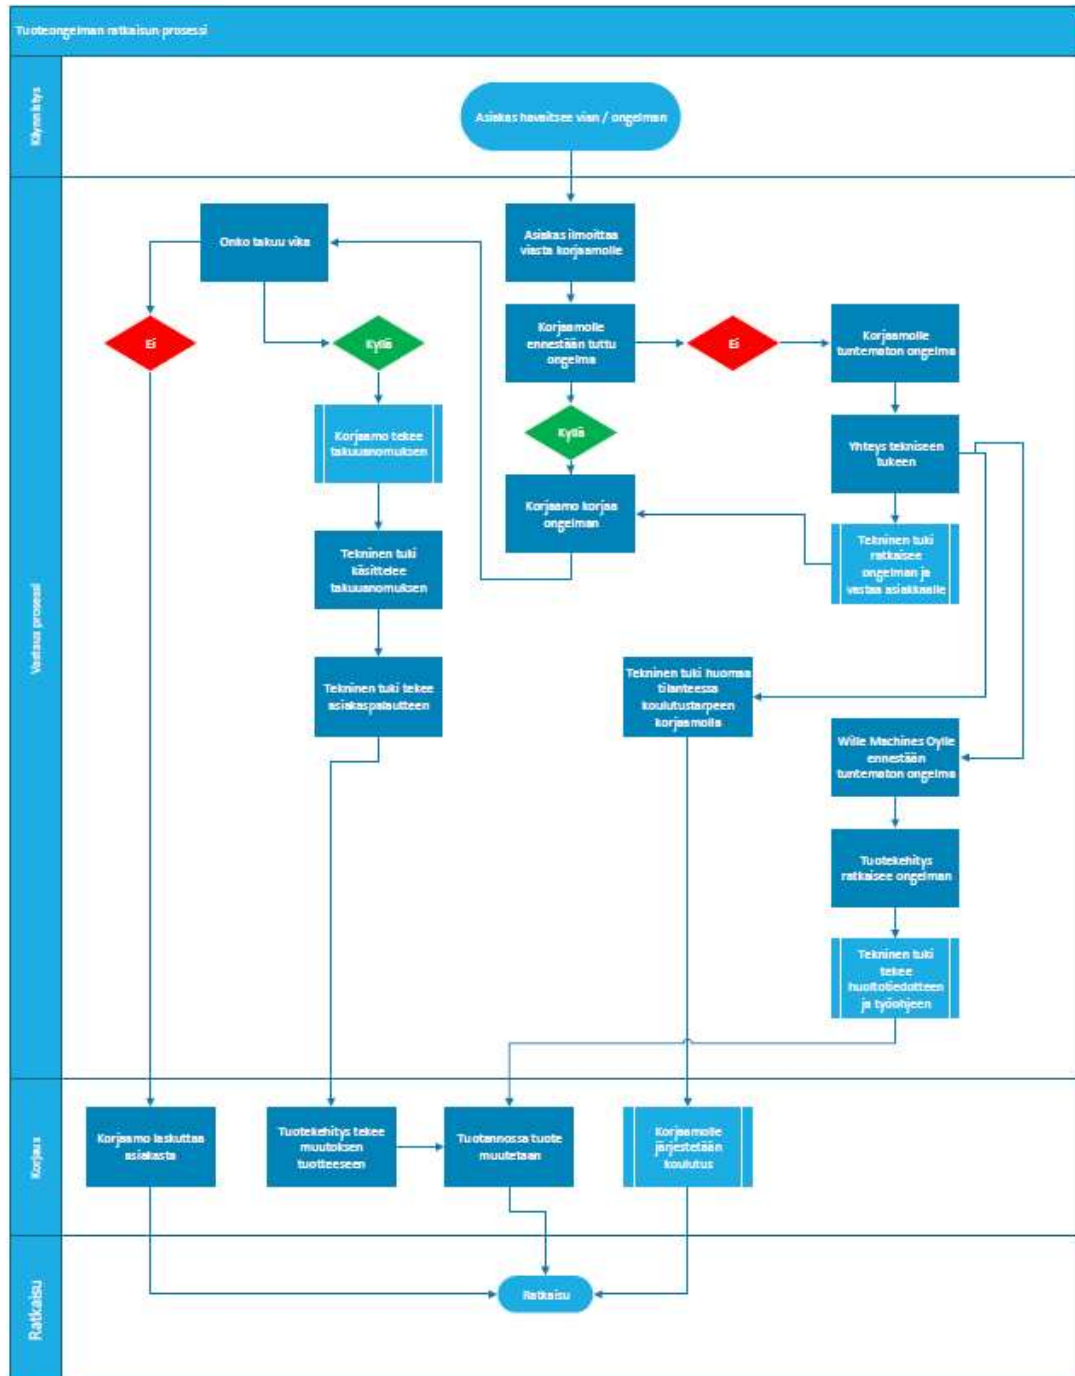 Tuoteongelman ratkaisun prosessi
Käynnistys
Asiakas havaitsee vian / ongelman
Vastaus prosessi
Onko takuu vika
Asiakas ilmoittaa
viasta korjaamolle
Ei
Kyllä
Korjaamolle
ennestään tuttu
ongelma
Ei
Korjaamolle
tuntematon ongelma
Korjaamo tekee
takuuanomuksen
Kyllä
Yhteys tekniseen
tukeen
Korjaamo korjaa
ongelman
Tekninen tuki
käsittelee
takuuanomuksen
Tekninen tuki
ratkaisee
ongelman ja
vastaa asiakkaalle
Tekninen tuki tekee
asiakaspalautteen
Tekninen tuki huomaa
tilanteessa
koulutustarpeen
korjaamolla
Wille Machines Oylle
ennestään
tuntematon ongelma
Tuotekehitys
ratkaisee ongelman
Tekninen tuki
tekee
huoltotiedotteen
ja työohjeen
Korjaus
Korjaamo laskuttaa
asiakasta
Tuotekehitys tekee
muutoksen
tuotteeseen
Tuotannossa tuote
muutetaan
Korjaamolle
järjestetään
koulutus
Ratkaisu
Ratkaisu